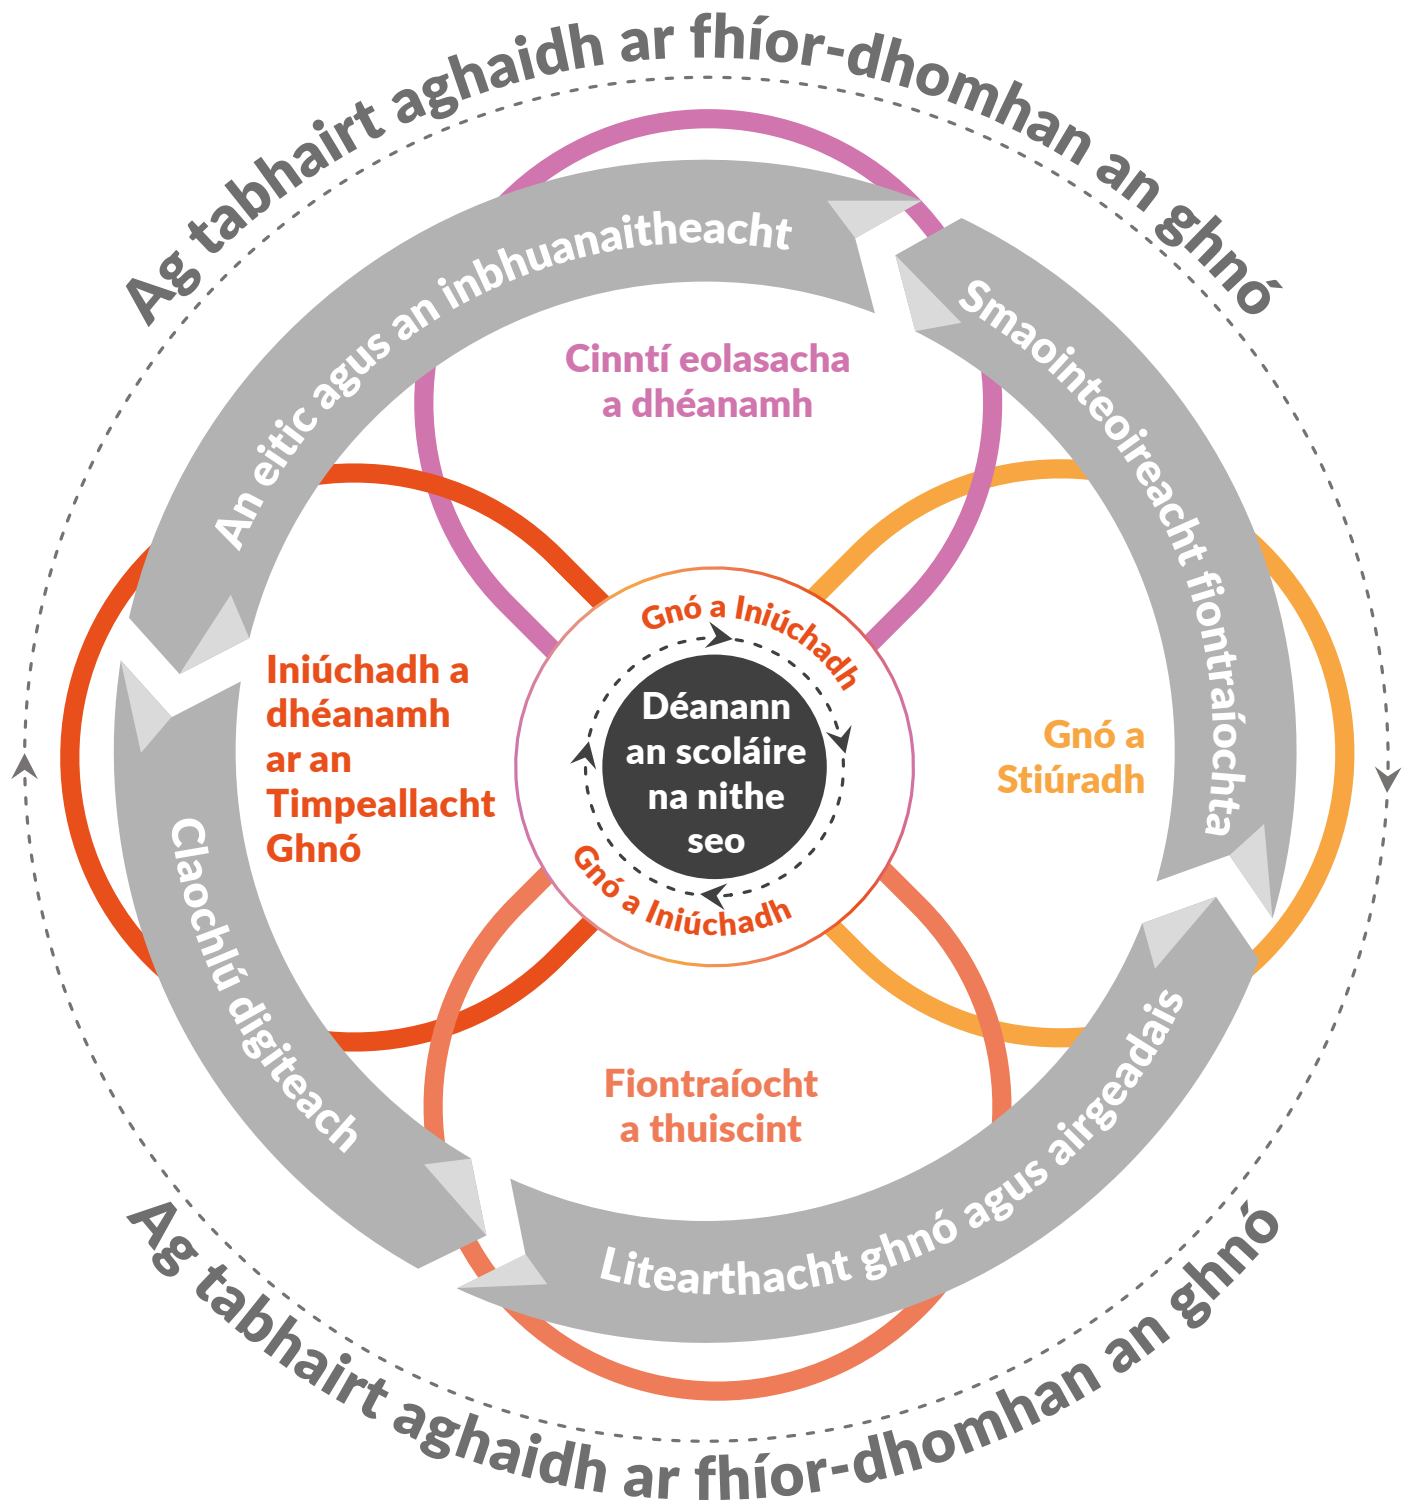 Ag tabhairt aghaidh ar fhíor-dhomhan an ghnó
An eitic agus an inbhuanaitheacht
Smaointeoireacht fiontraíochta
Cinntí eolasacha
a dhéanamh
Gnó a Iniúchadh
Iniúchadh a
dhéanamh
ar an
Timpeallacht
Ghnó
Déanann
an scoláire
na nithe
seo
Gnó a
Stiúradh
Gnó a Iniúchadh
Claochlú digiteach
Fiontraíocht
a thuiscint
Litearthacht ghnó agus airgeadais
Ag tabhairt aghaidh ar fhíor-dhomhan an ghnó